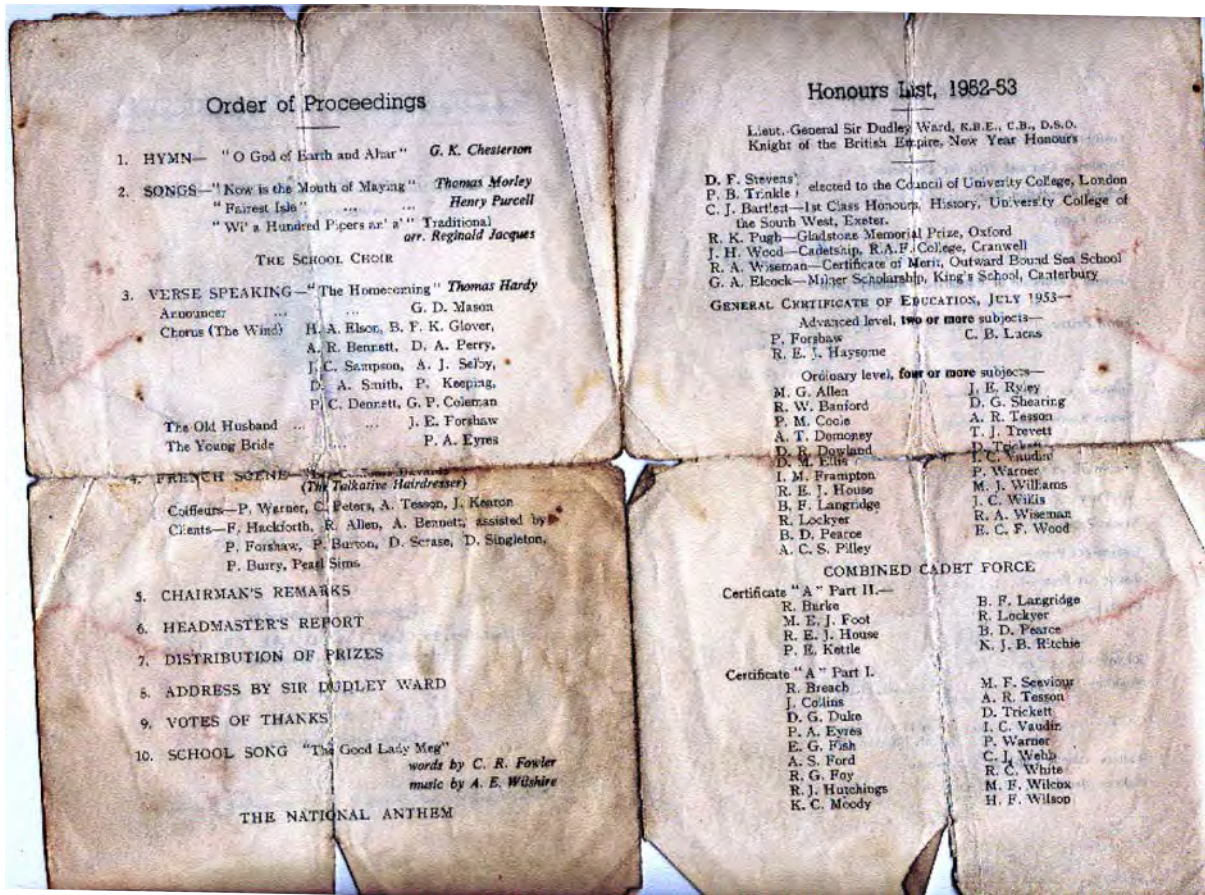 Order of Proceedings
1. HYMN— "O God of Earth and Altar" G. K. Chesterton
2. SONGS—"Now is the Month of Maying" Thomas Morley
"Fairest Isle" ... ... Henry Purcell
"Wi' a Hundred Pipers an' a'" Traditional
arr. Reginald Jacques
THE SCHOOL CHOIR
3. VERSE SPEAKING—"The Homecoming" Thomas Hardy
Announcer ... ... G. D. Mason
Chorus (The Wind) H. A. Elson, B. F. K. Glover,
A. R. Bennett, D. A. Perry,
J. C. Sampson, A. J. Selby,
D. A. Smith, P. Keeping,
P. C. Dennett, G. P. Coleman
The Old Husband ... ... J. E. Forshaw
The Young Bride ... P. A. Eyres
4. FRENCH SCENE—
(The Talkative Hairdresser)
Coiffeurs—P. Warner, C. Peters, A. Tesson, J. Kearon
Clients—F. Hackforth, R. Allen, A. Bennett, assisted by
P. Forshaw, P. Burton, D. Scrase, D. Singleton,
P. Burry, Pearl Sims
5. CHAIRMAN'S REMARKS
6. HEADMASTER'S REPORT
7. DISTRIBUTION OF PRIZES
8. ADDRESS BY SIR DUDLEY WARD
9. VOTES OF THANKS
10. SCHOOL SONG "The Good Lady Meg"
words by C. R. Fowler
music by A. E. Wilshire
THE NATIONAL ANTHEM
Honours List, 1952-53
Lieut.-General Sir Dudley Ward, K.B.E., C.B., D.S.O.
Knight of the British Empire, New Year Honours
D. F. Stevens
P. B. Trinkle elected to the Council of Univerity College, London
C. J. Bartlett—1st Class Honours, History, University College of
the South West, Exeter.
R. K. Pugh—Gladstone Memorial Prize, Oxford
J. H. Wood—Cadetship, R.A.F. College, Cranwell
R. A. Wiseman—Certificate of Merit, Outward Bound Sea School
G. A. Elcock—Milner Scholarship, King's School, Canterbury
GENERAL CERTIFICATE OF EDUCATION, JULY 1953—
Advanced level, two or more subjects—
P. Forshaw C. B. Lucas
R. E. J. Haysome
Ordinary level, four or more subjects—
M. G. Allen J. E. Ryley
R. W. Banford D. G. Shearing
P. M. Coole A. R. Tesson
A. T. Domoney T. J. Trevett
D. R. Dowland D. Trickett
D. M. Ellis I. C. Vaudin
I. M. Frampton P. Warner
R. E. J. House M. J. Williams
B. F. Langridge J. C. Willis
R. Lockyer R. A. Wiseman
B. D. Pearce E. C. F. Wood
A. C. S. Pilley
COMBINED CADET FORCE
Certificate "A" Part II.—
R. Burke B. F. Langridge
M. E. J. Foot R. Lockyer
R. E. J. House B. D. Pearce
P. E. Kettle N. J. B. Ritchie
Certificate "A" Part I.
R. Breach M. F. Seeviour
J. Collins A. R. Tesson
D. G. Duke D. Trickett
P. A. Eyres I. C. Vaudin
E. G. Fish P. Warner
A. S. Ford C. J. Webb
R. G. Foy R. C. White
R. J. Hutchings M. F. Wilcox
K. C. Moody H. F. Wilson